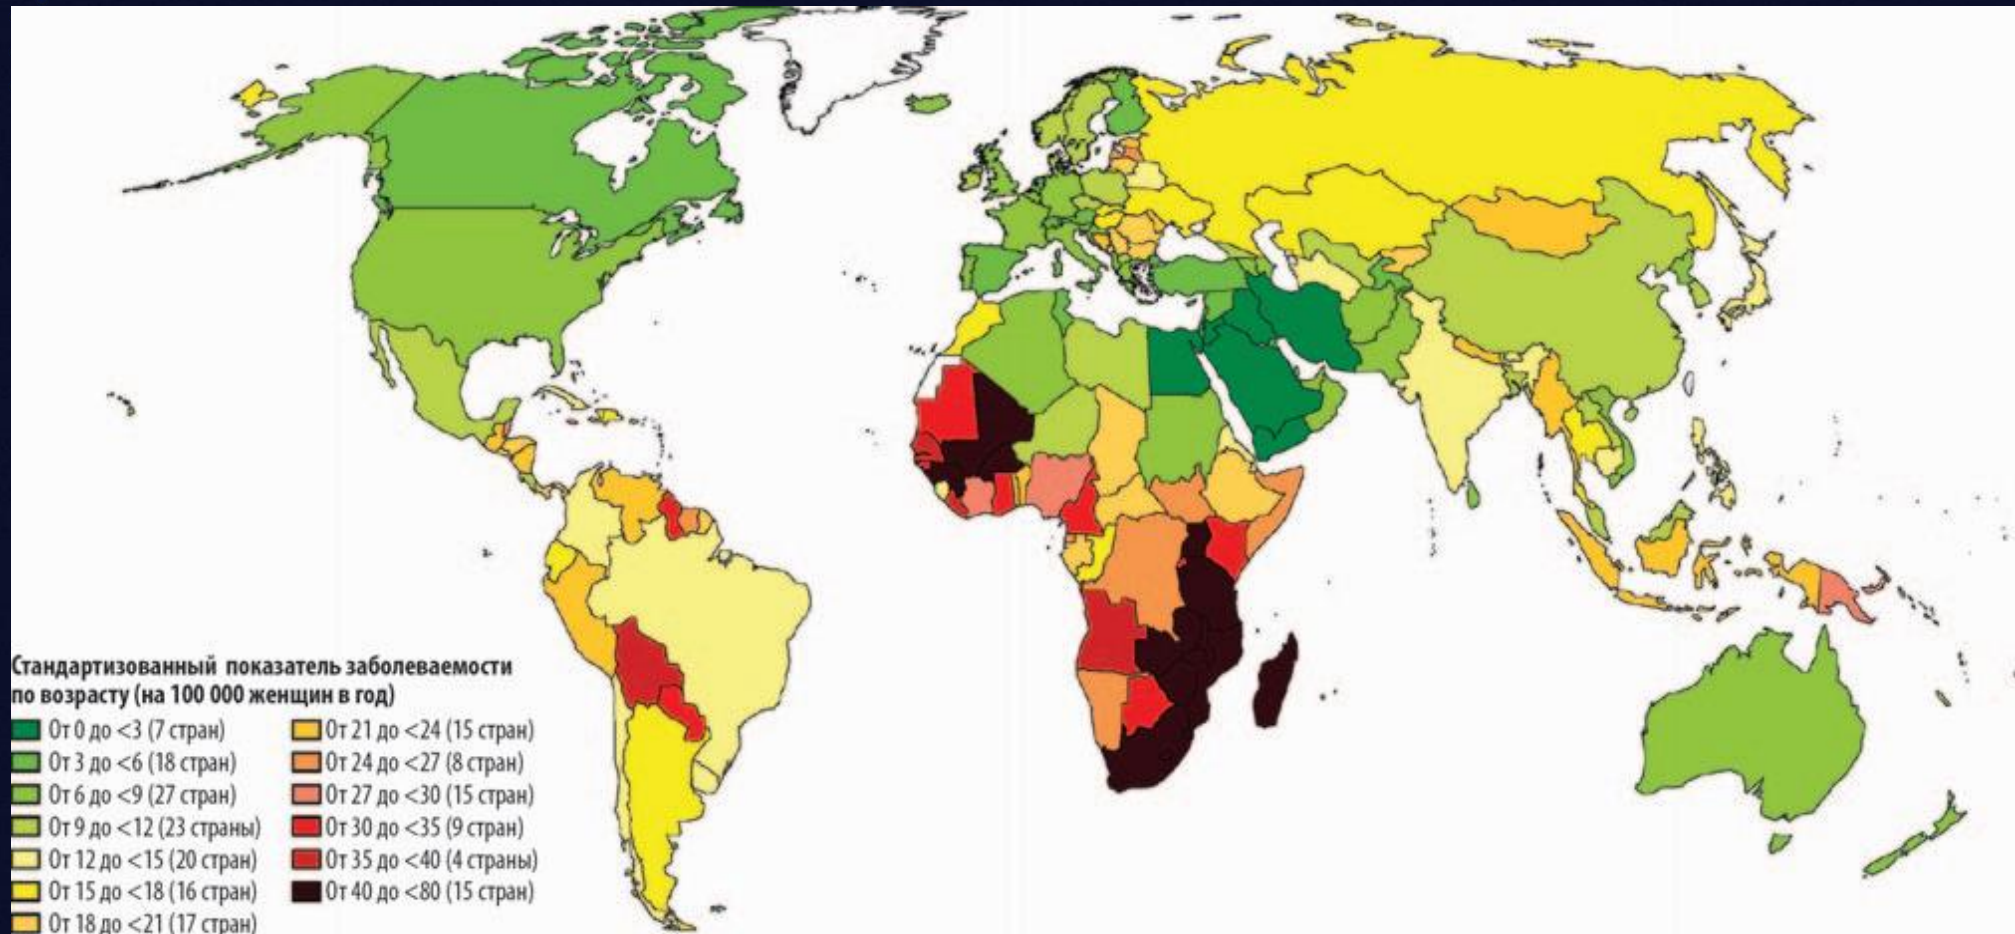 Стандартизованный показатель заболеваемости
по возрасту (на 100 000 женщин в год)
От 0 до <3 (7 стран)
От 3 до <6 (18 стран)
От 6 до <9 (27 стран)
От 9 до <12 (23 страны)
От 12 до <15 (20 стран)
От 15 до <18 (16 стран)
От 18 до <21 (17 стран)
От 21 до <24 (15 стран)
От 24 до <27 (8 стран)
От 27 до <30 (15 стран)
От 30 до <35 (9 стран)
От 35 до <40 (4 страны)
От 40 до <80 (15 стран)